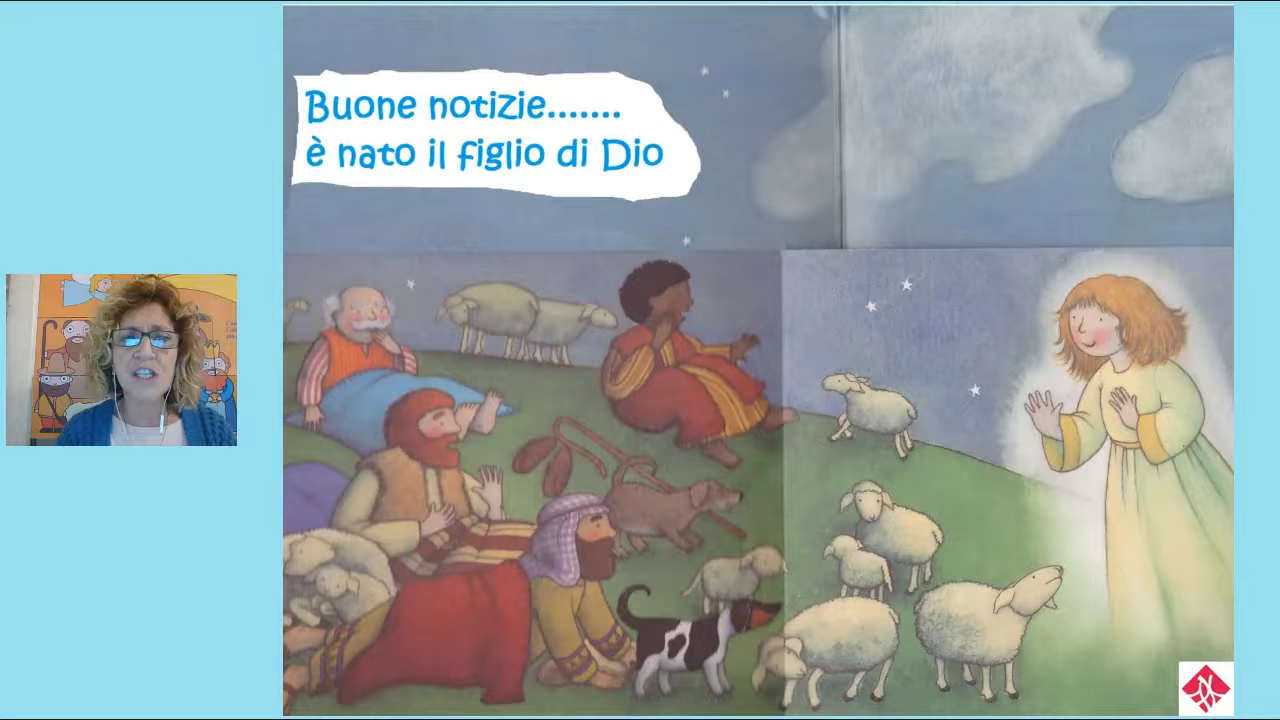 Buone notizie.......
è nato il figlio di Dio